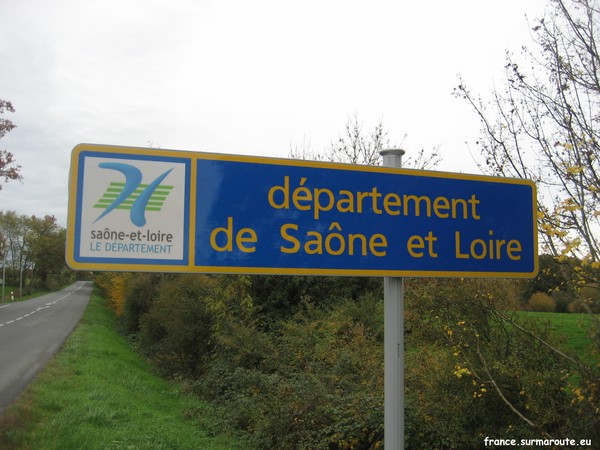 saône-et-loire
LE DÉPARTEMENT
département
de Saône et Loire
france.surmaroute.eu